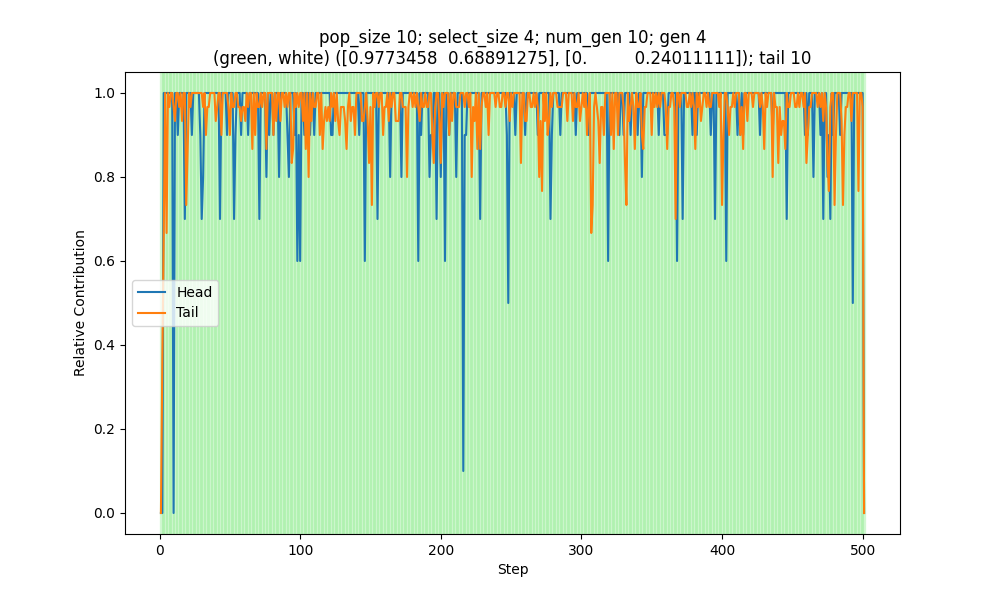 pop_size 10; select_size 4; num_gen 10; gen 4
(green, white) ([0.9773458  0.68891275], [0.         0.24011111]); tail 10
1.0
0.8
0.6
0.4
0.2
0.0
Relative Contribution
Head
Tail
0 100 200 300 400 500
Step